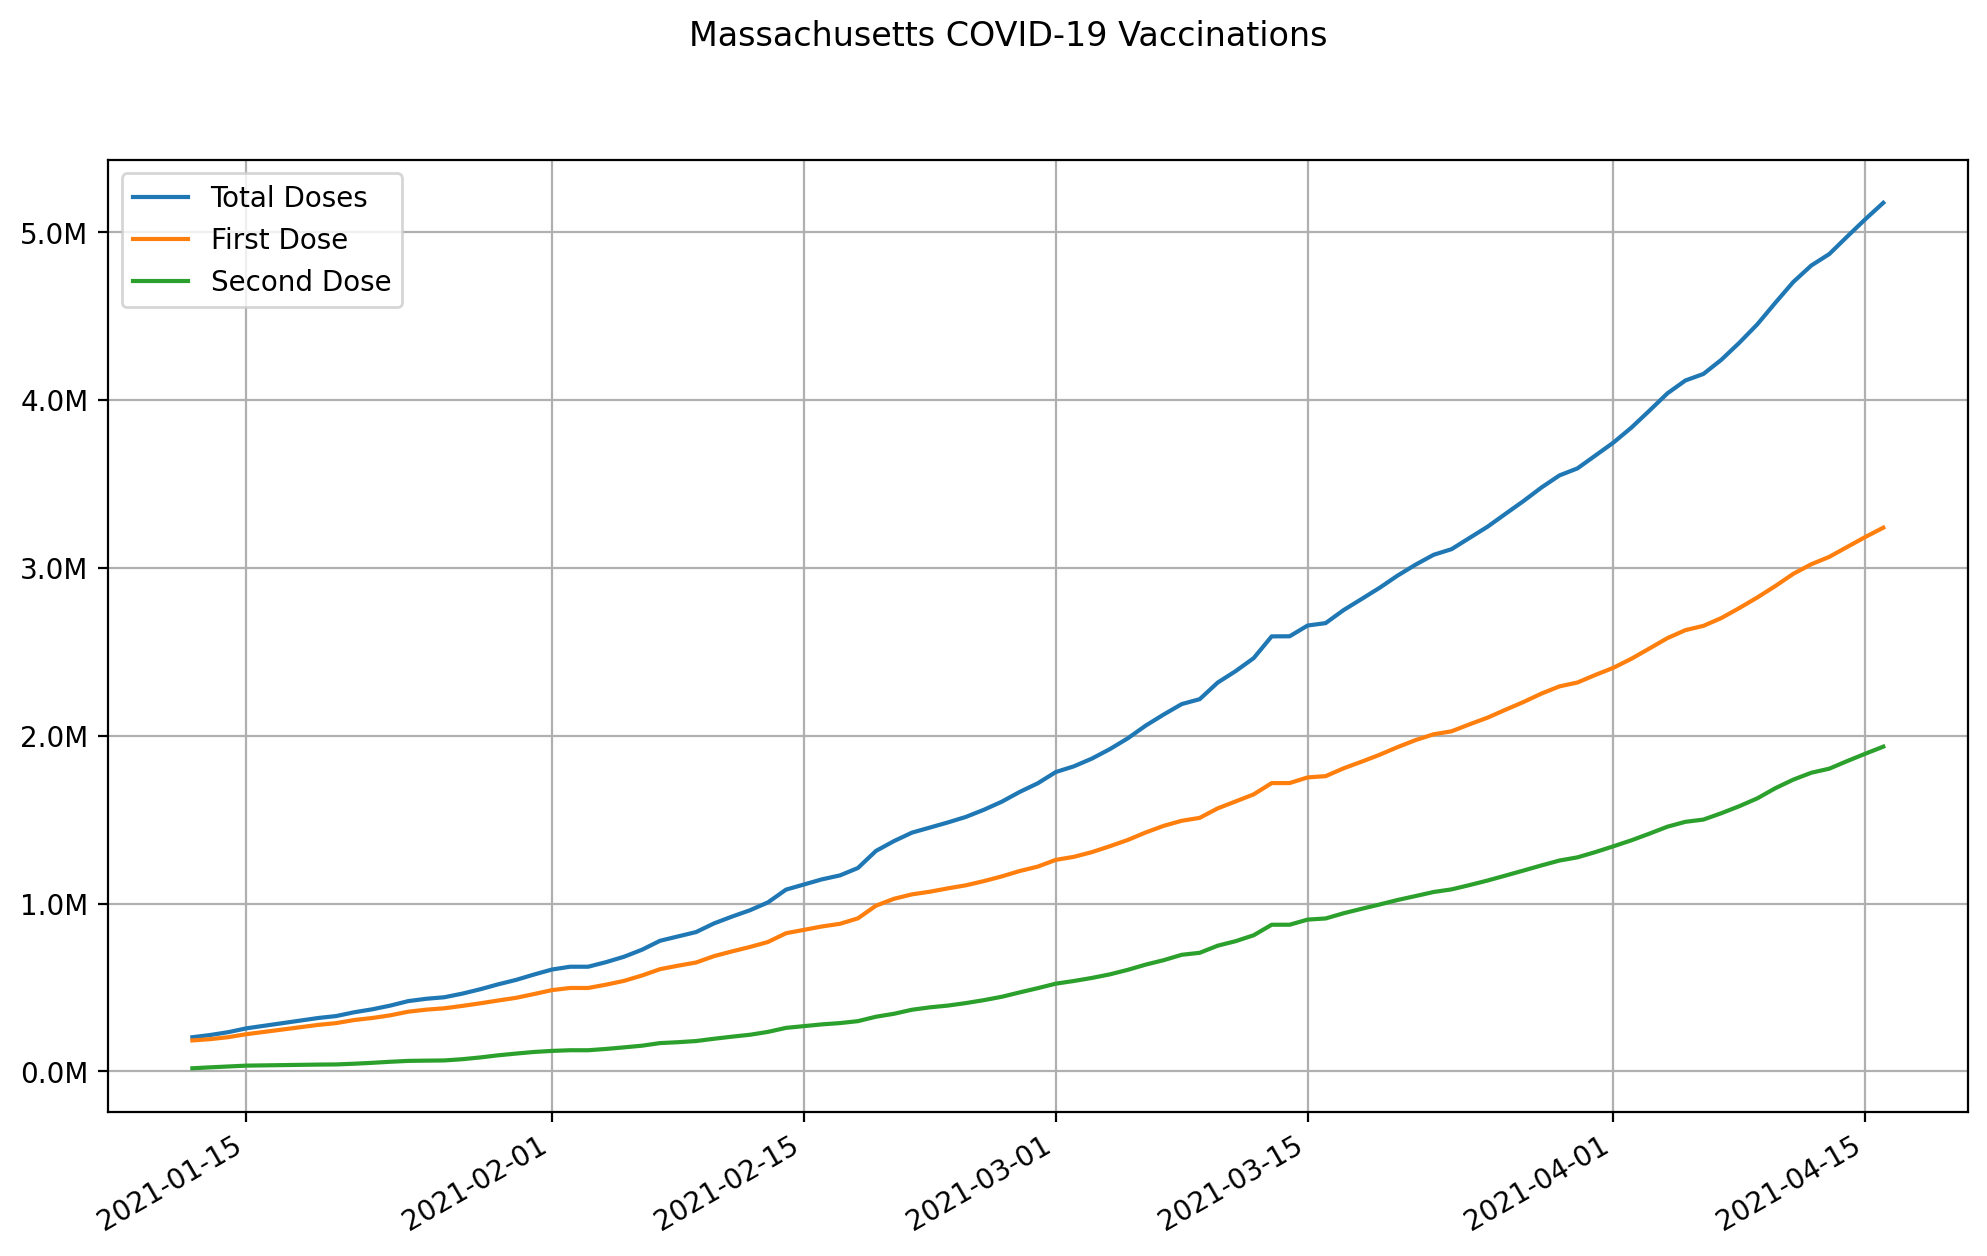 Massachusetts COVID-19 Vaccinations
Total Doses
First Dose
Second Dose
5.0M
4.0M
3.0M
2.0M
1.0M
0.0M
2021-01-15
2021-02-01
2021-02-15
2021-03-01
2021-03-15
2021-04-01
2021-04-15